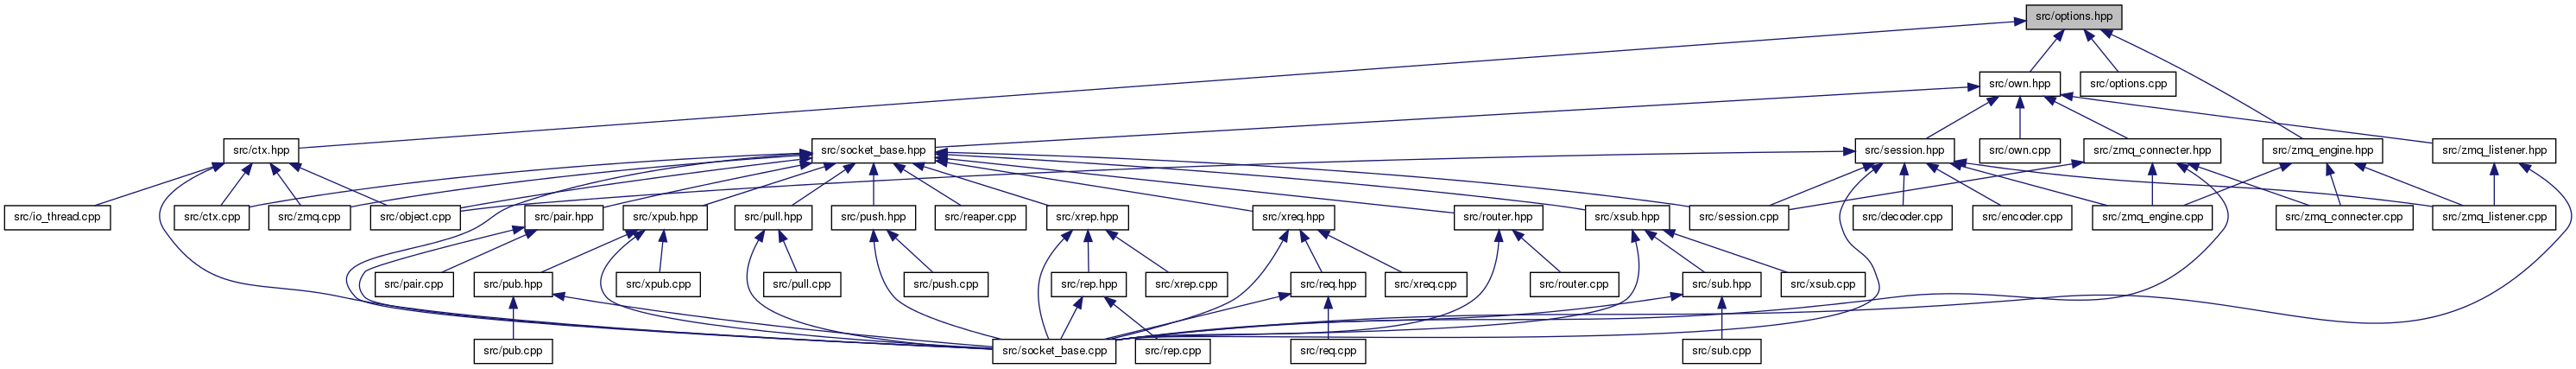 src/options.hpp
src/own.hpp
src/options.cpp
src/ctx.hpp
src/socket_base.hpp
src/session.hpp
src/own.cpp
src/zmq_connecter.hpp
src/zmq_engine.hpp
src/zmq_listener.hpp
src/io_thread.cpp
src/ctx.cpp
src/zmq.cpp
src/object.cpp
src/pair.hpp
src/xpub.hpp
src/pull.hpp
src/push.hpp
src/reaper.cpp
src/xrep.hpp
src/xreq.hpp
src/router.hpp
src/xsub.hpp
src/session.cpp
src/decoder.cpp
src/encoder.cpp
src/zmq_engine.cpp
src/zmq_connecter.cpp
src/zmq_listener.cpp
src/pair.cpp
src/pub.hpp
src/xpub.cpp
src/pull.cpp
src/push.cpp
src/rep.hpp
src/xrep.cpp
src/req.hpp
src/xreq.cpp
src/router.cpp
src/sub.hpp
src/xsub.cpp
src/pub.cpp
src/socket_base.cpp
src/rep.cpp
src/req.cpp
src/sub.cpp